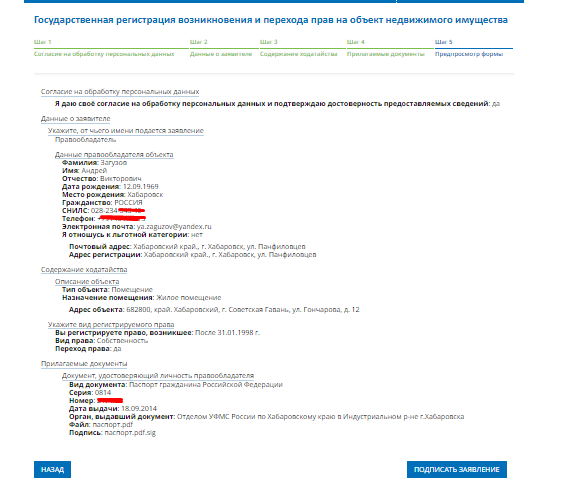 Государственная регистрация возникновения и перехода прав на объект недвижимого имущества
Шаг 1
Согласие на обработку персональных данных
Шаг 2
Данные о заявителе
Шаг 3
Содержание ходатайства
Шаг 4
Прилагаемые документы
Шаг 5
Предпросмотр формы
Согласие на обработку персональных данных
Я даю своё согласие на обработку персональных данных и подтверждаю достоверность предоставляемых сведений: да
Данные о заявителе
Укажите, от чьего имени подается заявление
Правообладатель
Данные правообладателя объекта
Фамилия: Загузов
Имя: Андрей
Отчество: Викторович
Дата рождения: 12.09.1969
Место рождения: Хабаровск
Гражданство: РОССИЯ
СНИЛС: 028-234
Телефон:
Электронная почта: ya.zaguzov@yandex.ru
Я отношусь к льготной категории: нет
Почтовый адрес: Хабаровский край., г. Хабаровск, ул. Панфиловцев
Адрес регистрации: Хабаровский край., г. Хабаровск, ул. Панфиловцев
Содержание ходатайства
Описание объекта
Тип объекта: Помещение
Назначение помещения: Жилое помещение
Адрес объекта: 682800, край. Хабаровский, г. Советская Гавань, ул. Гончарова, д. 12
Укажите вид регистрируемого права
Вы регистрируете право, возникшее: После 31.01.1998 г.
Вид права: Собственность
Переход права: да
Прилагаемые документы
Документ, удостоверяющий личность правообладателя
Вид документа: Паспорт гражданина Российской Федерации
Серия: 0814
Номер:
Дата выдачи: 18.09.2014
Орган, выдавший документ: Отделом УФМС России по Хабаровскому краю в Индустриальном р-не г.Хабаровска
Файл: паспорт.pdf
Подпись: паспорт.pdf.sig
НАЗАД
ПОДПИСАТЬ ЗАЯВЛЕНИЕ